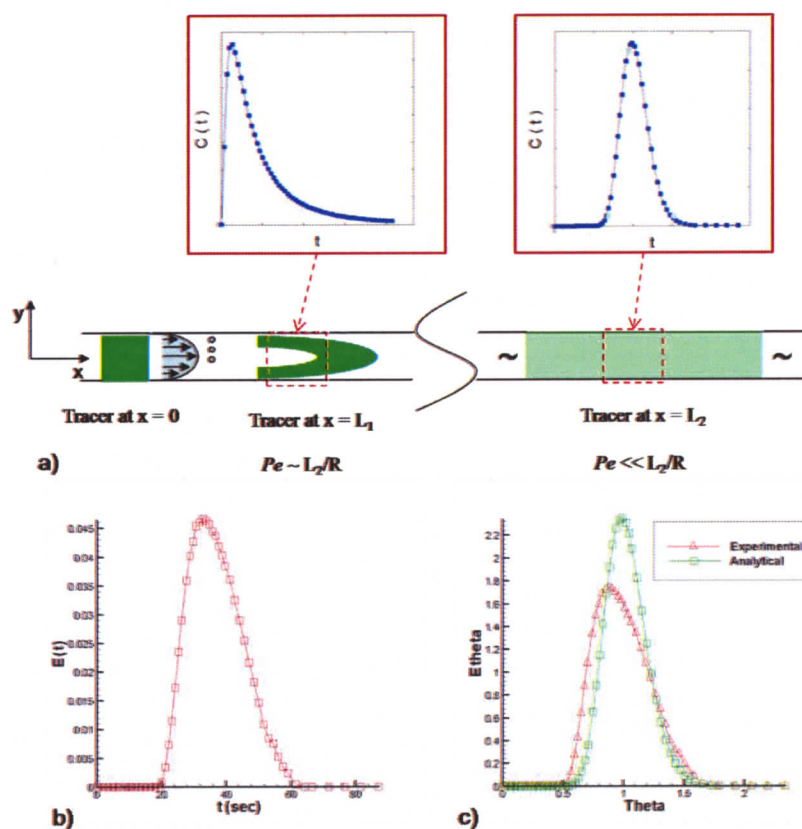 C(t)
t
C(t)
t
y
x
~
~
Tracer at x = 0
Tracer at x = L1
Tracer at x = L2
a)
Pe ~ L2/R
Pe << L2/R
0.045
0.04
0.035
0.03
0.025
0.02
0.015
0.01
0.005
0
E(t)
0
20
40
60
80
t(sec)
b)
2.2
2
1.8
1.6
1.4
1.2
1
0.8
0.6
0.4
0.2
0
E theta
0
0.5
1
1.5
2
Theta
c)
Experimental
Analytical